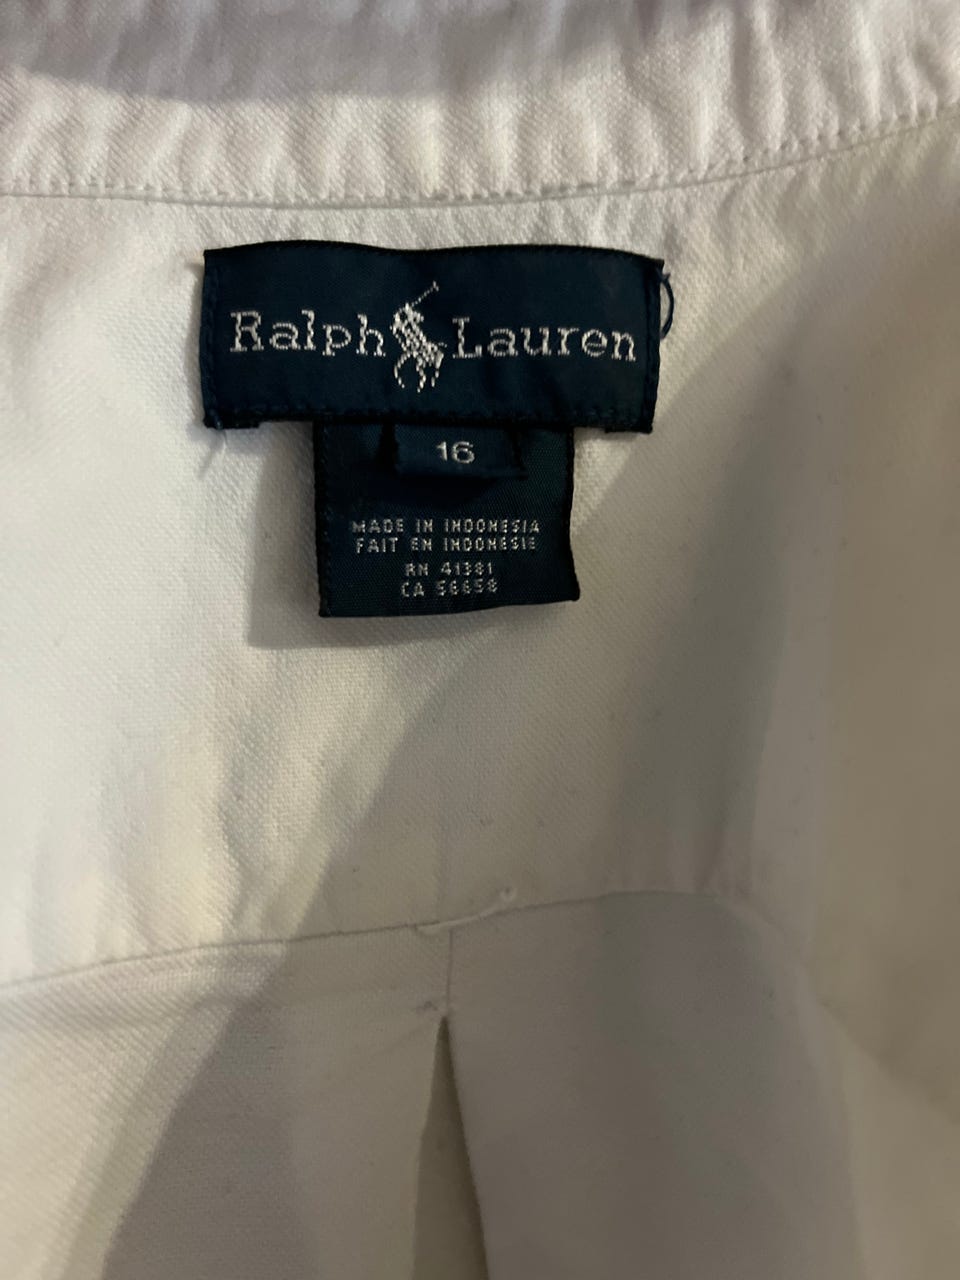 Ralph Lauren
16
MADE IN INDONESIA
FAIT EN INDONESIE
RN 41381
CA 56658